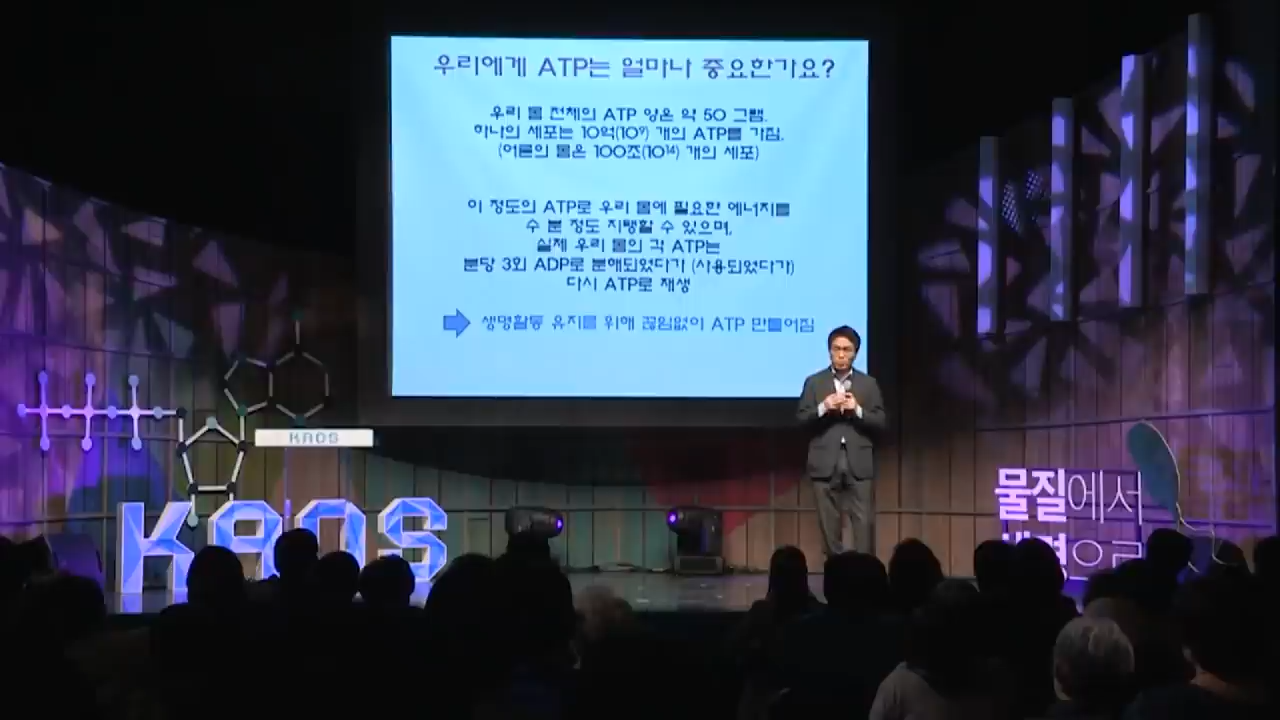 우리에게 ATP는 얼마나 중요한가요?
우리 몸 전체의 ATP 양은 약 50 그램.
하나의 세포는 10억(10⁹) 개의 ATP를 가짐.
(어른의 몸은 100조(10¹⁴) 개의 세포)
이 정도의 ATP로 우리 몸에 필요한 에너지를
수 분 정도 지탱할 수 있으며,
실제 우리 몸의 각 ATP는
분당 3회 ADP로 분해되었다가 (사용되었다가)
다시 ATP로 재생
생명활동 유지를 위해 끊임없이 ATP 만들어짐
KAOS
KAOS
물질에서
생명으로